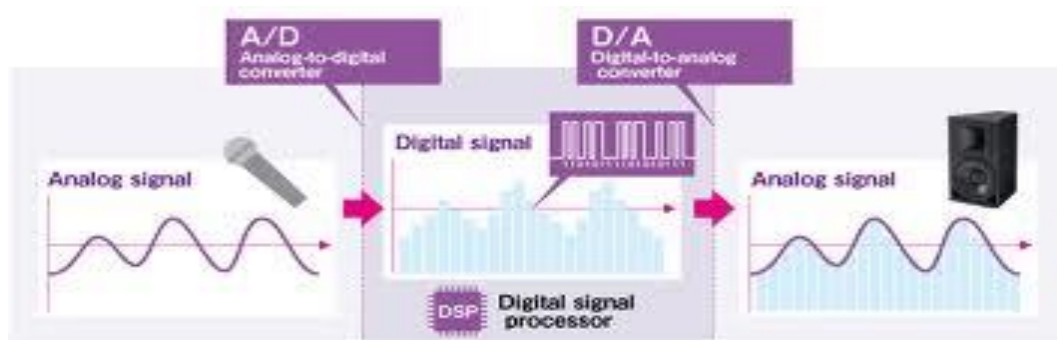 A/D
Analog-to-digital
converter
D/A
Digital-to-analog
converter
Analog signal
Digital signal
Analog signal
DSP
Digital signal
processor